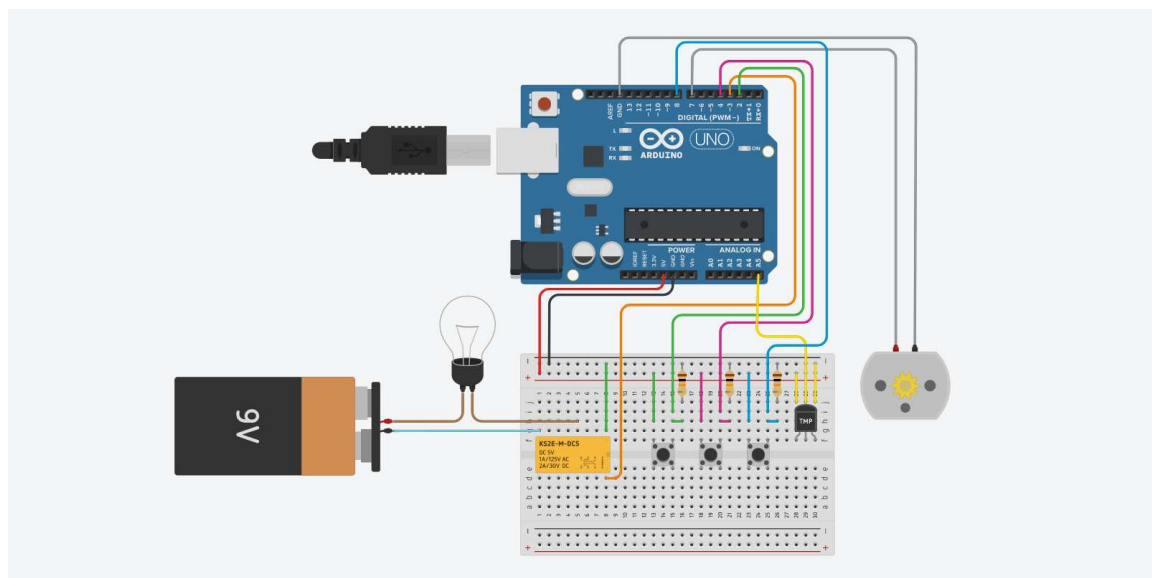 AREF
GND
13
12
~11
~10
~9
8
7
~6
~5
4
~3
2
TX→1
RX←0
DIGITAL (PWM~)
L
TX
RX
UNO
ARDUINO
ON
POWER
ANALOG IN
IOREF
RESET
3.3V
5V
GND
GND
Vin
A0
A1
A2
A3
A4
A5
9V
KS2E-M-DC5
DC 5V
1A/125V AC
2A/30V DC
TMP